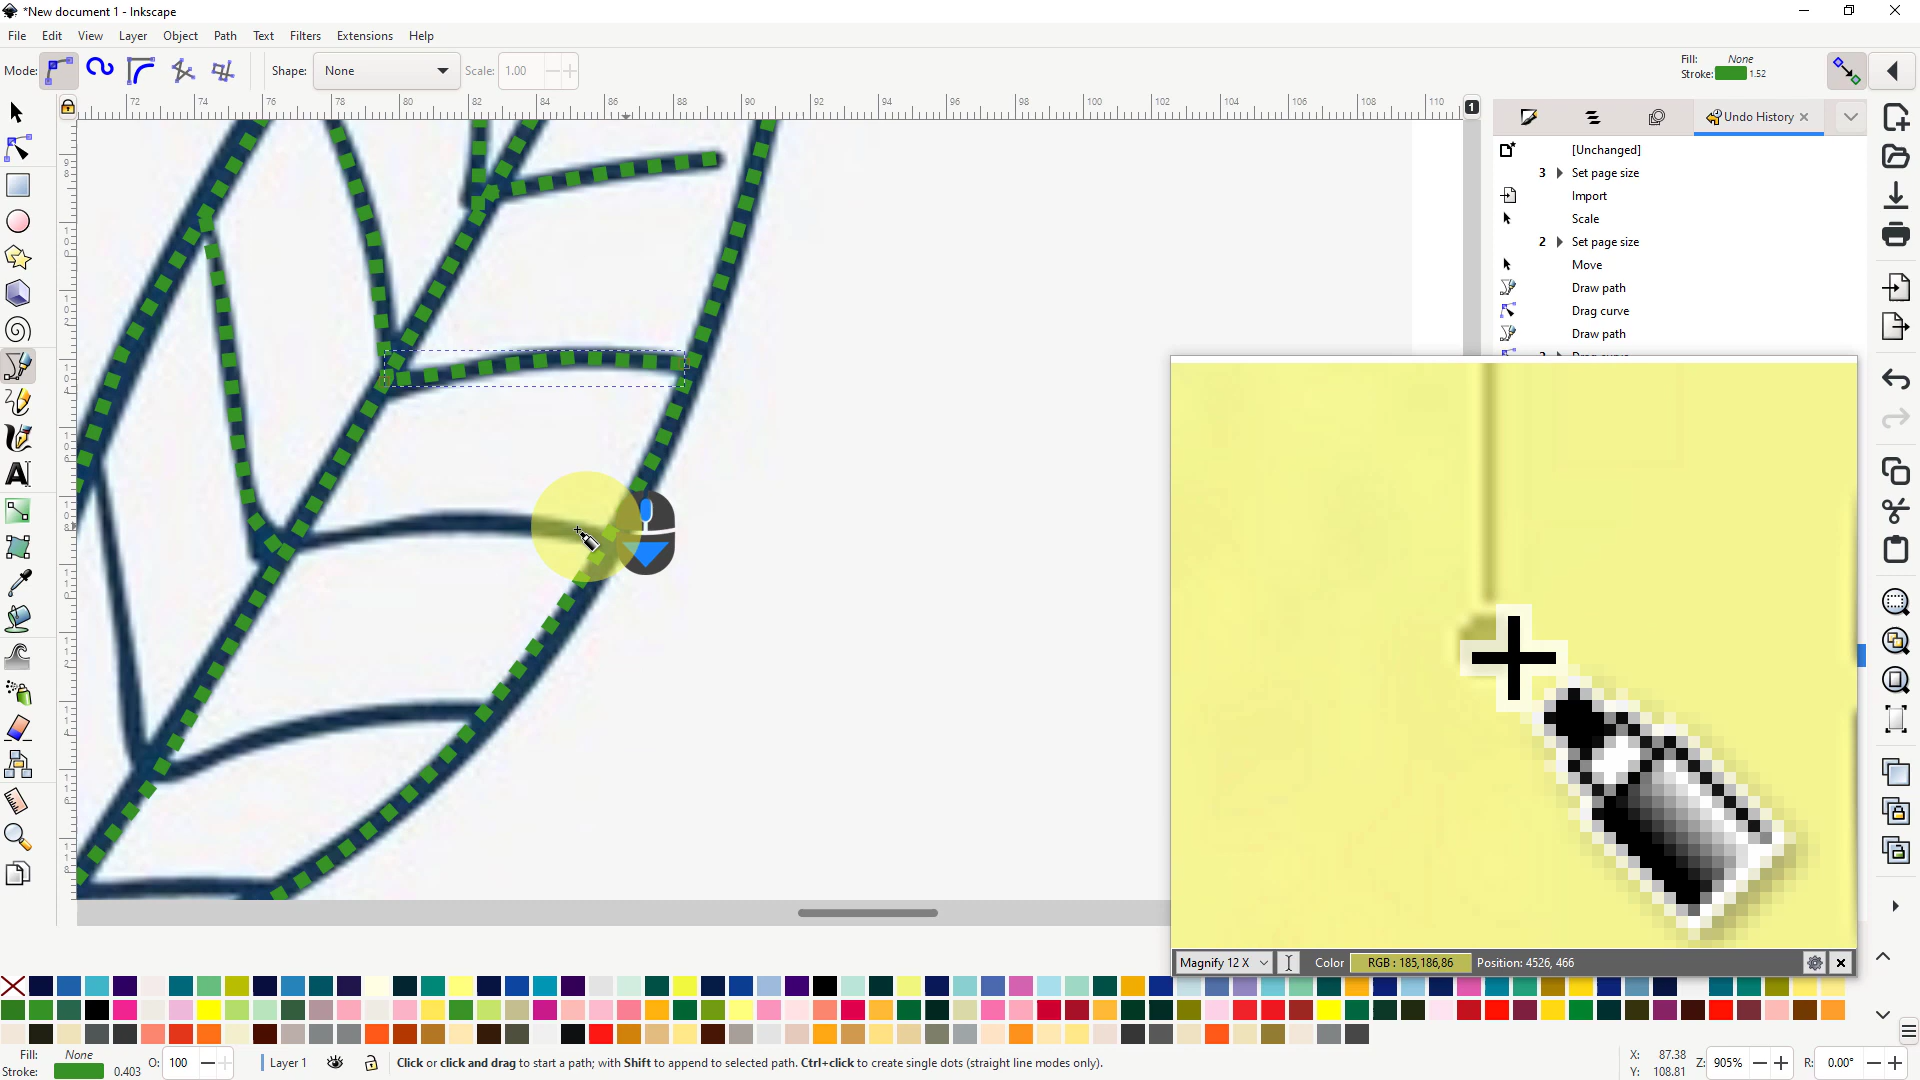 *New document 1 - Inkscape
File Edit View Layer Object Path Text Filters Extensions Help
Mode: Shape: None Scale: 1.00
Fill: None
Stroke: 1.52
72 74 76 78 80 82 84 86 88 90 92 94 96 98 100 102 104 106 108 110
1
Undo History
[Unchanged]
3 Set page size
Import
Scale
2 Set page size
Move
Draw path
Drag curve
Draw path
Magnify 12 X Color RGB : 185,186,86 Position: 4526, 466
Fill: None
Stroke: 0.403
O: 100
Layer 1
Click or click and drag to start a path; with Shift to append to selected path. Ctrl+click to create single dots (straight line modes only).
X: 87.38
Y: 108.81
Z: 905%
R: 0.00°